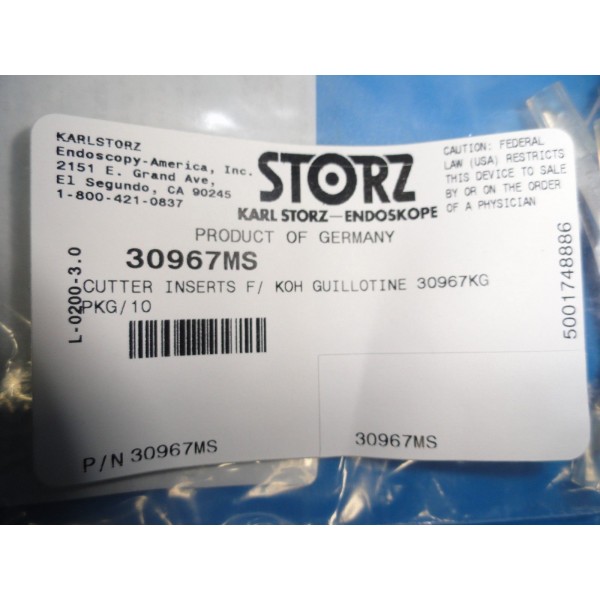 KARLSTORZ
Endoscopy-America, Inc.
2151 E. Grand Ave,
El Segundo, CA 90245
1-800-421-0837
STORZ
KARL STORZ—ENDOSKOPE
CAUTION: FEDERAL
LAW (USA) RESTRICTS
THIS DEVICE TO SALE
BY OR ON THE ORDER
OF A PHYSICIAN
PRODUCT OF GERMANY
30967MS
CUTTER INSERTS F/ KOH GUILLOTINE 30967KG
PKG/10
L-0200-3.0
5001748886
P/N 30967MS
30967MS